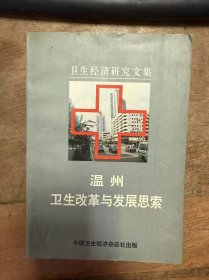 卫生经济研究文集
温州
卫生改革与发展思索
中国卫生经济杂志社出版